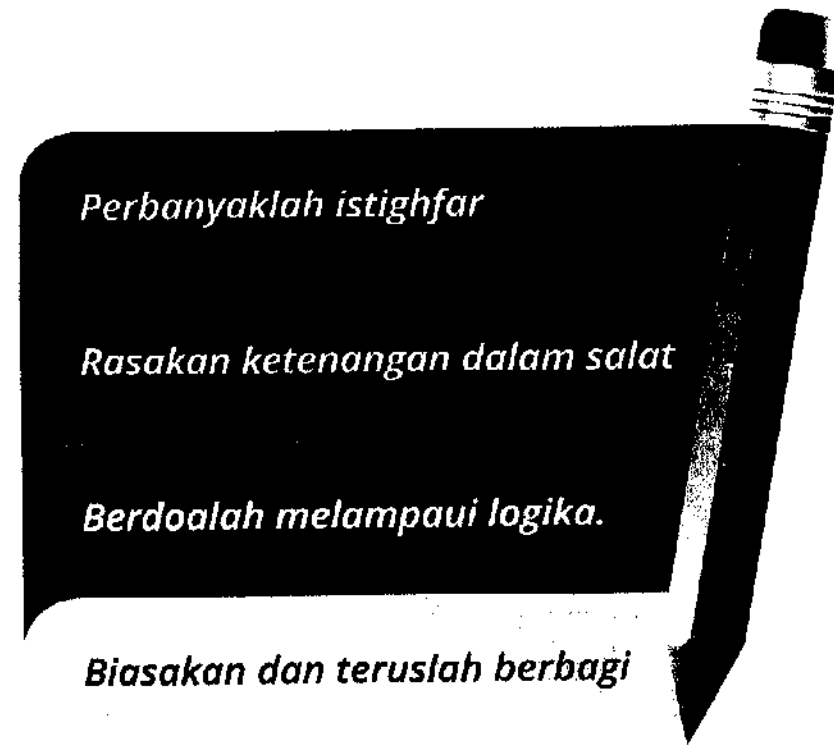 Perbanyaklah istighfar
Rasakan ketenangan dalam salat
Berdoalah melampaui logika.
Biasakan dan teruslah berbagi